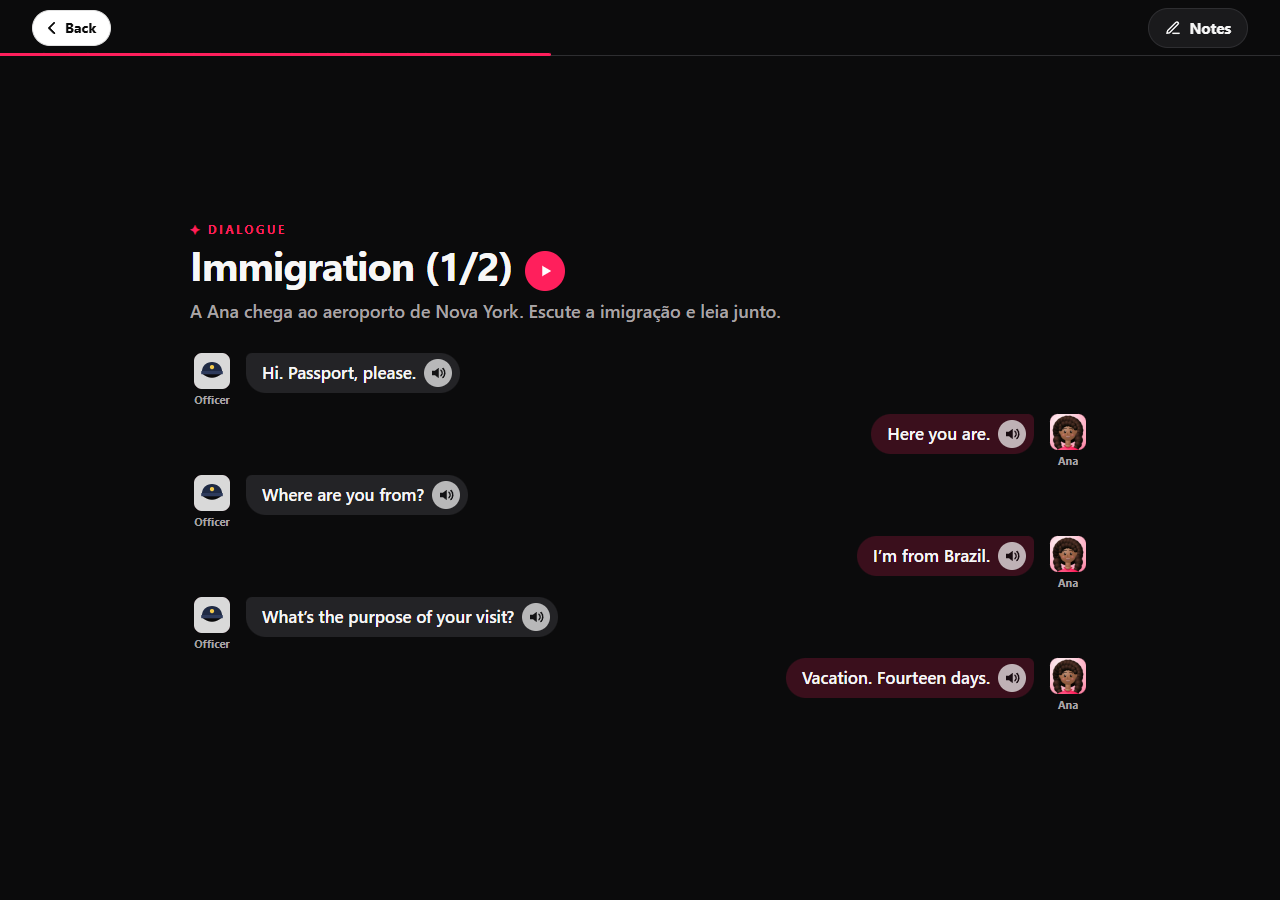 Back
Notes
DIALOGUE
Immigration (1/2)
A Ana chega ao aeroporto de Nova York. Escute a imigração e leia junto.
Hi. Passport, please.
Officer
Here you are.
Ana
Where are you from?
Officer
I’m from Brazil.
Ana
What’s the purpose of your visit?
Officer
Vacation. Fourteen days.
Ana